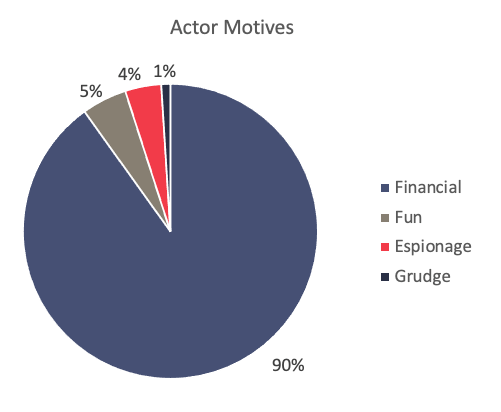 Actor Motives
1%
4%
5%
Financial
Fun
Espionage
Grudge
90%